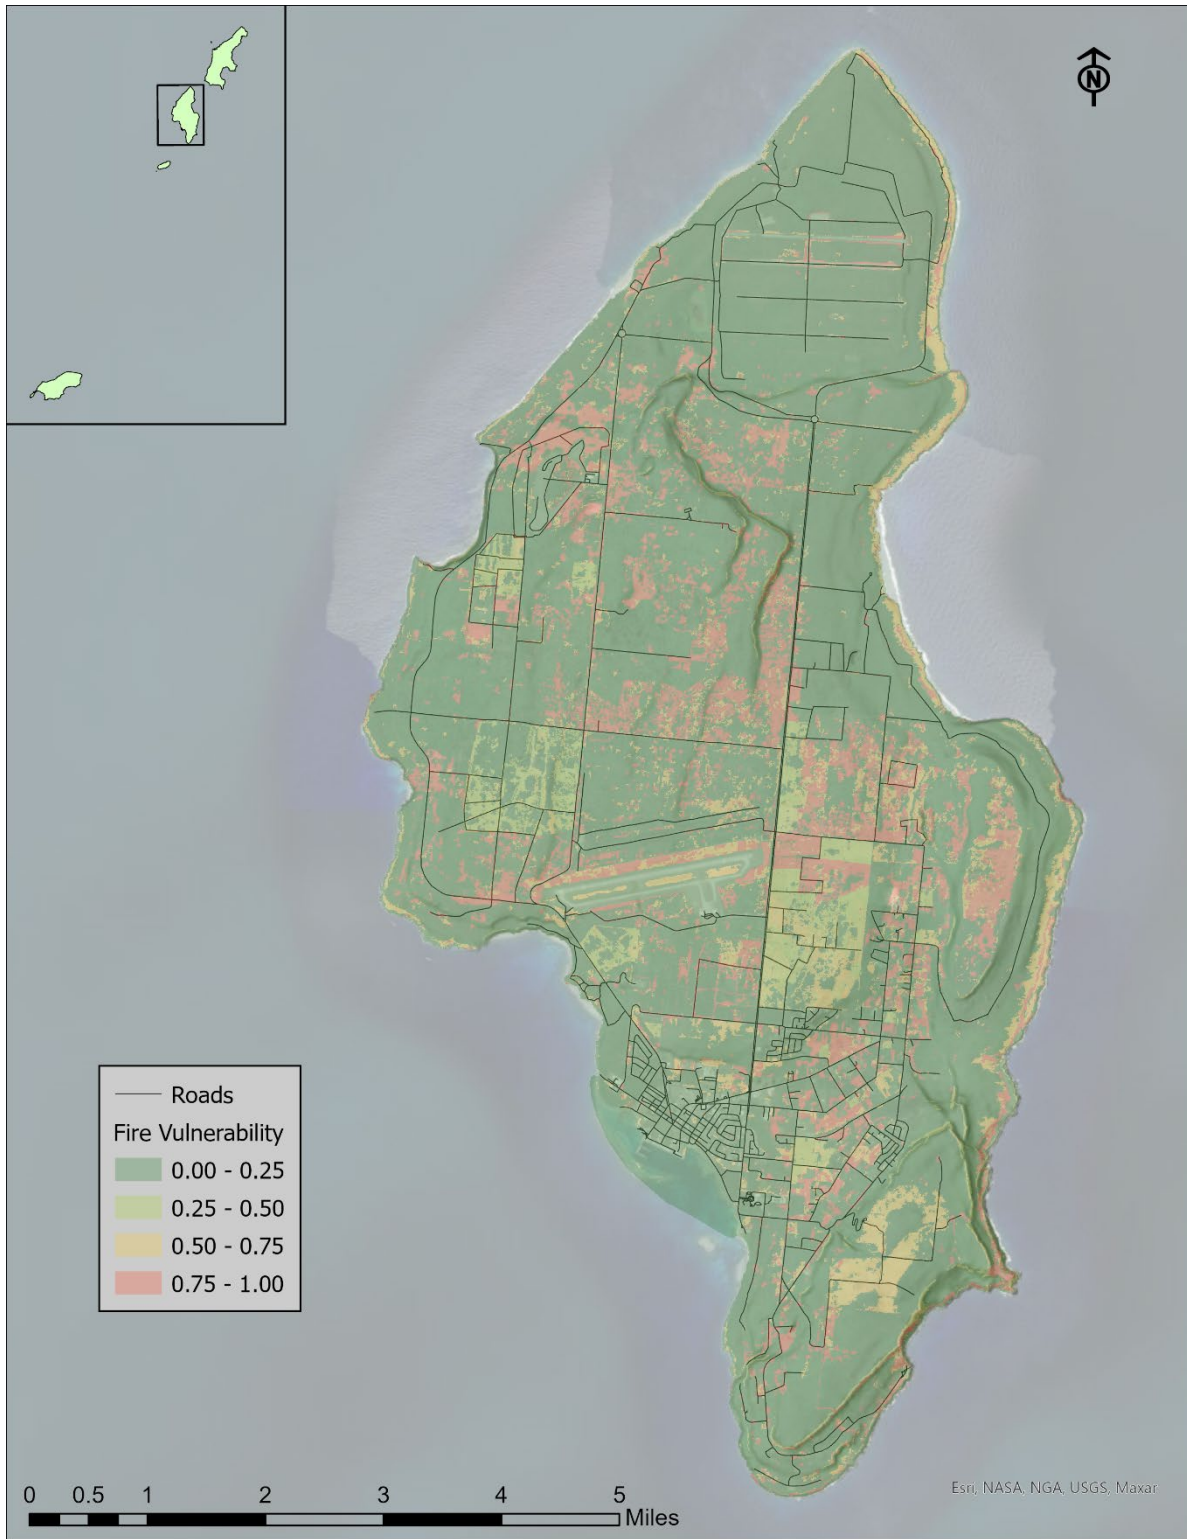 N
Roads
Fire Vulnerability
0.00 - 0.25
0.25 - 0.50
0.50 - 0.75
0.75 - 1.00
Esri, NASA, NGA, USGS, Maxar
0 0.5 1 2 3 4 5
Miles